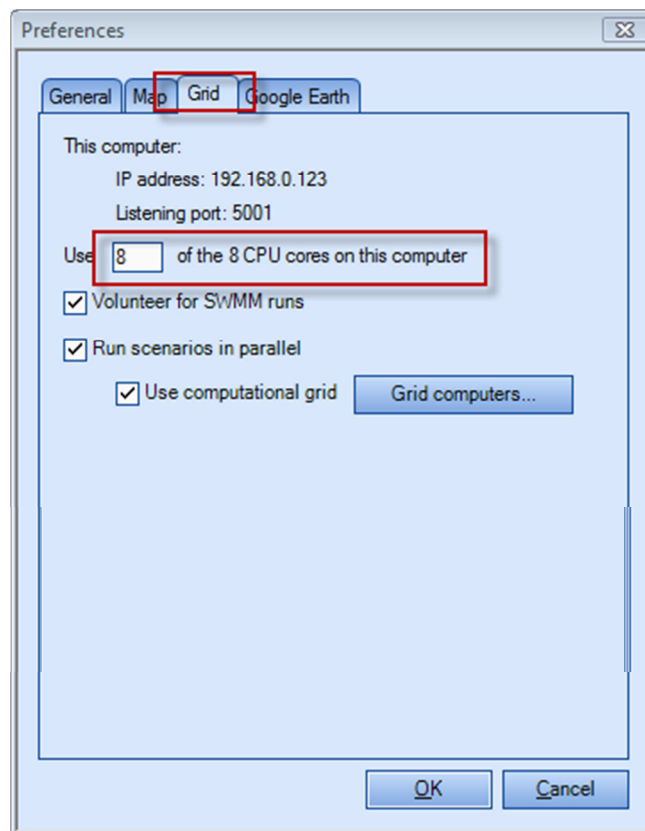 Preferences
General Map Grid Google Earth
This computer:
IP address: 192.168.0.123
Listening port: 5001
Use 8 of the 8 CPU cores on this computer
Volunteer for SWMM runs
Run scenarios in parallel
Use computational grid Grid computers...
OK Cancel